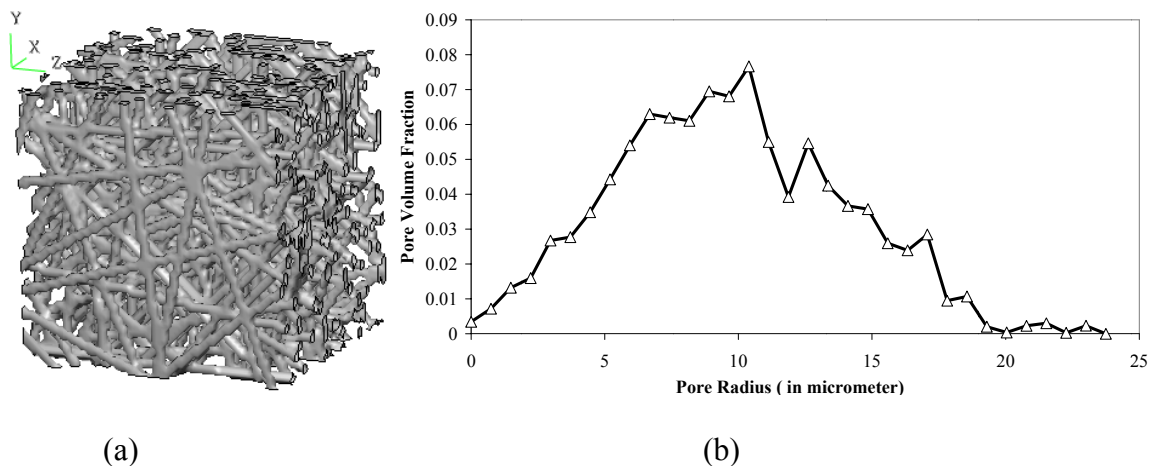 Y
X
Z
0.09
0.08
0.07
0.06
0.05
0.04
0.03
0.02
0.01
0
Pore Volume Fraction
0 5 10 15 20 25
Pore Radius ( in micrometer)
(a) (b)